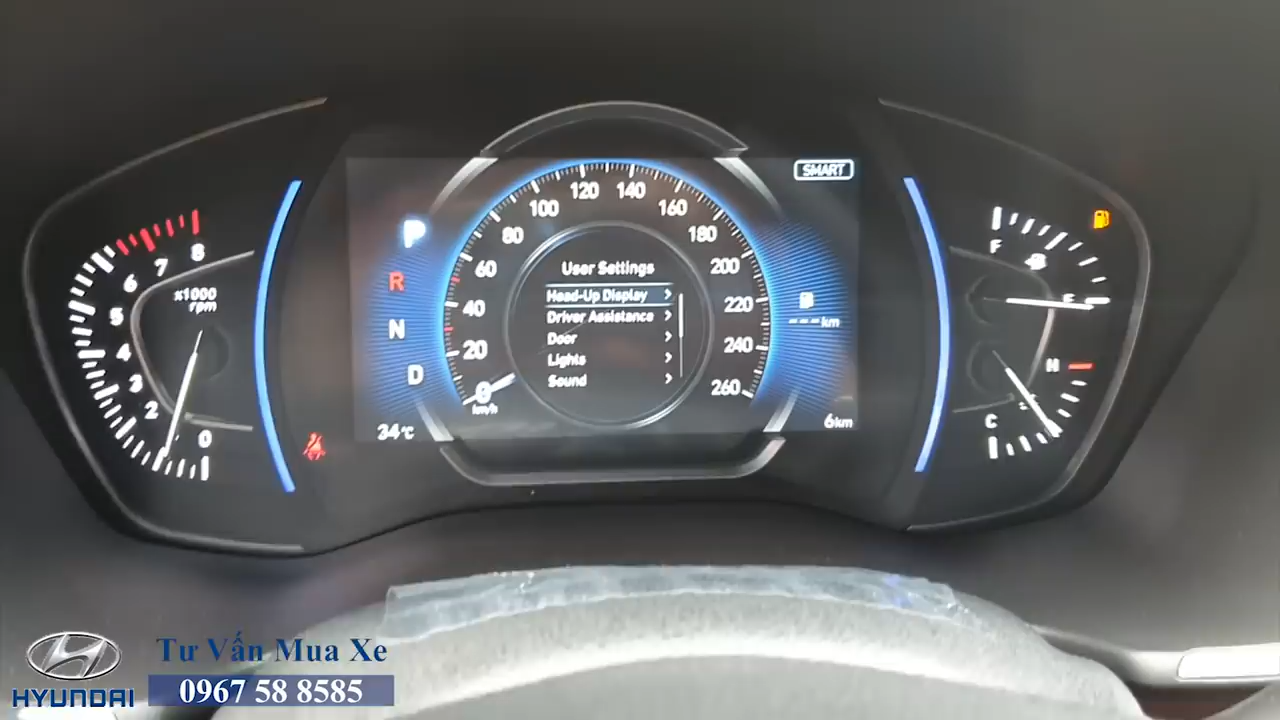 SMART
x1000
rpm
0
2
3
4
5
6
7
8
P
R
N
D
34°C
0
20
40
60
80
100
120
140
160
180
200
220
240
260
km/h
User Settings
Head-Up Display
Driver Assistance
Door
Lights
Sound
---km
6km
F
E
H
C
HYUNDAI
Tư Vấn Mua Xe
0967 58 8585